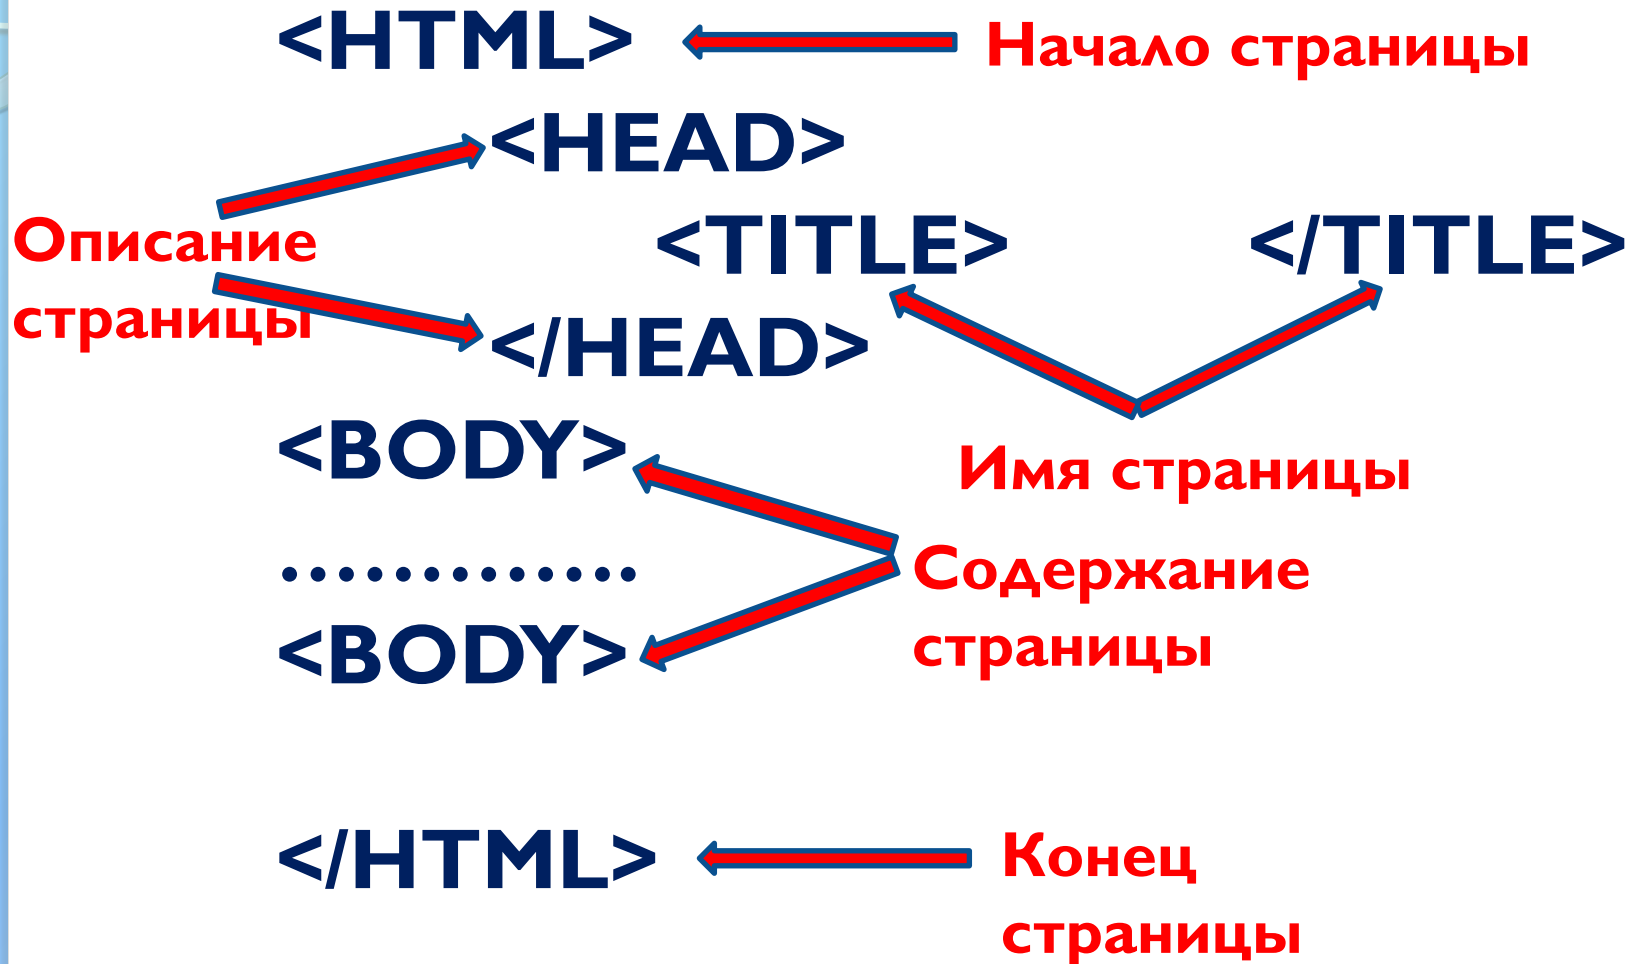 <HTML> Начало страницы
<HEAD>
Описание
<TITLE> </TITLE>
страницы
</HEAD>
<BODY>
Имя страницы
.............
Содержание
страницы
<BODY>
</HTML> Конец
страницы